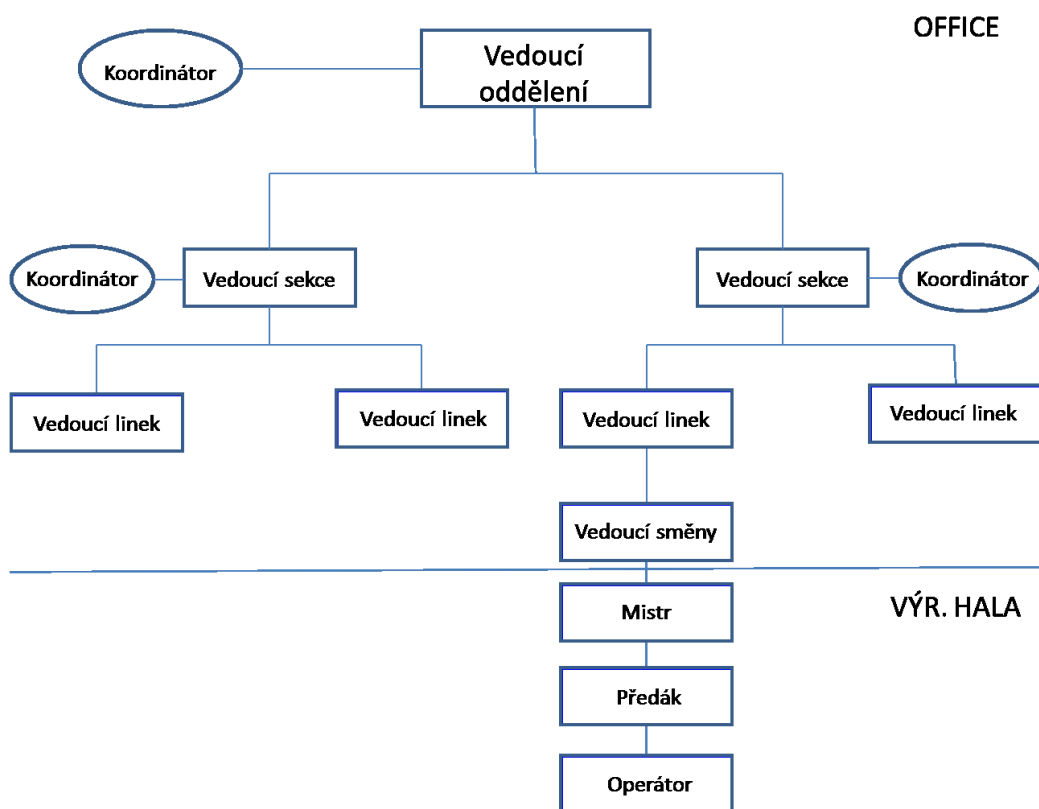 OFFICE
Koordinátor
Vedoucí
oddělení
Koordinátor
Vedoucí sekce
Vedoucí sekce
Koordinátor
Vedoucí linek
Vedoucí linek
Vedoucí linek
Vedoucí linek
Vedoucí směny
VÝR. HALA
Mistr
Předák
Operátor